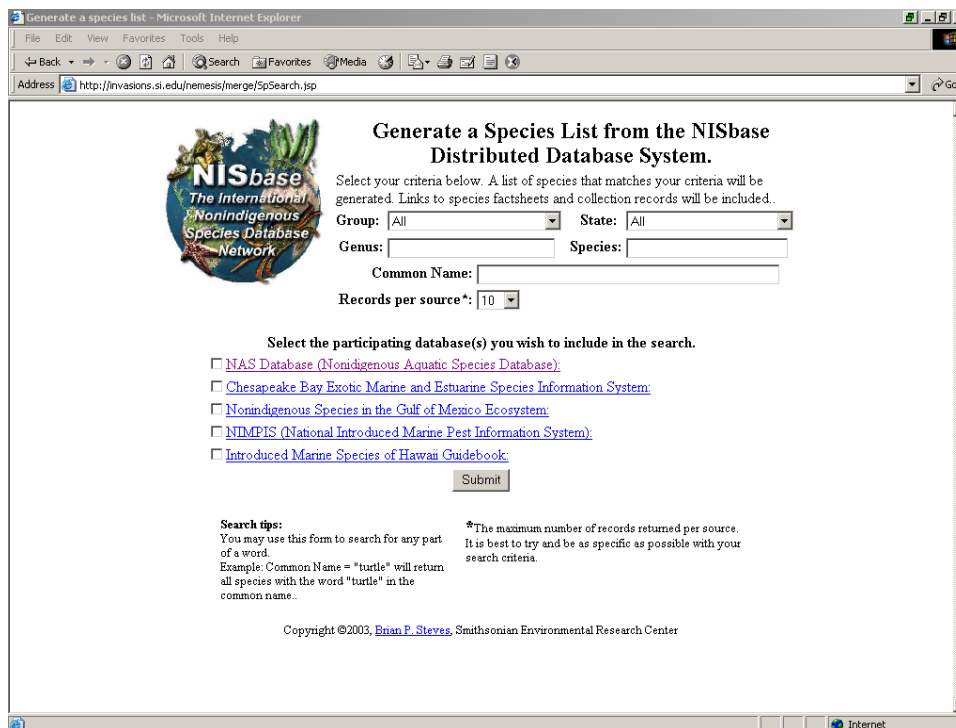 Generate a species list - Microsoft Internet Explorer
File Edit View Favorites Tools Help
Back Search Favorites Media
Address http://invasions.si.edu/nemesis/merge/SpSearch.jsp Go
NISbase
The International
Nonindigenous
Species Database
Network
Generate a Species List from the NISbase
Distributed Database System.
Select your criteria below. A list of species that matches your criteria will be
generated. Links to species factsheets and collection records will be included..
Group: All State: All
Genus: Species:
Common Name:
Records per source*: 10
Select the participating database(s) you wish to include in the search.
NAS Database (Nonidigenous Aquatic Species Database):
Chesapeake Bay Exotic Marine and Estuarine Species Information System:
Nonindigenous Species in the Gulf of Mexico Ecosystem:
NIMPIS (National Introduced Marine Pest Information System):
Introduced Marine Species of Hawaii Guidebook:
Submit
Search tips:
You may use this form to search for any part
of a word.
Example: Common Name = "turtle" will return
all species with the word "turtle" in the
common name..
*The maximum number of records returned per source.
It is best to try and be as specific as possible with your
search criteria.
Copyright ©2003, Brian P. Steves, Smithsonian Environmental Research Center
Internet